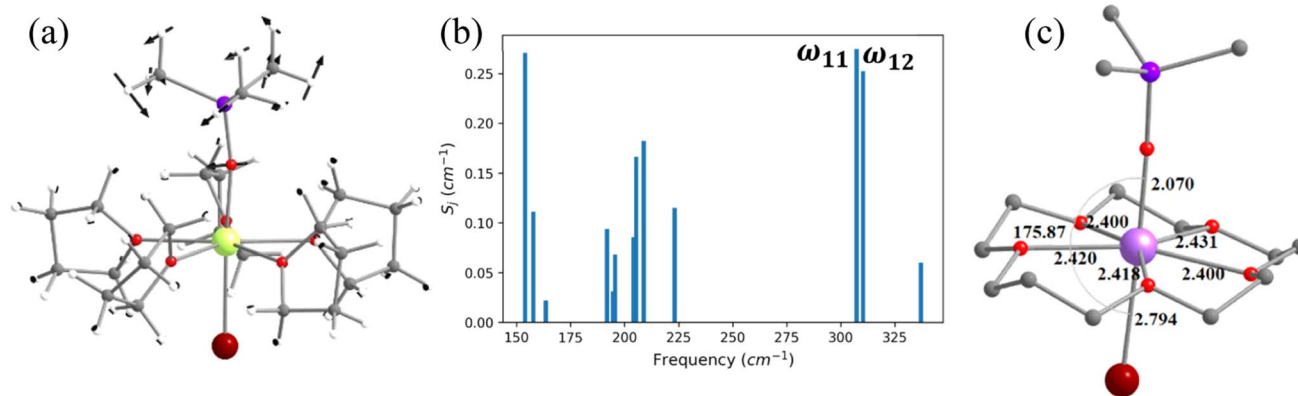 (a)
(b)
(c)
ω11 ω12
0.25
0.20
0.15
0.10
0.05
0.00
Sj (cm⁻¹)
150 175 200 225 250 275 300 325
Frequency (cm⁻¹)
2.070
2.400
175.87
2.431
2.420
2.418
2.400
2.794